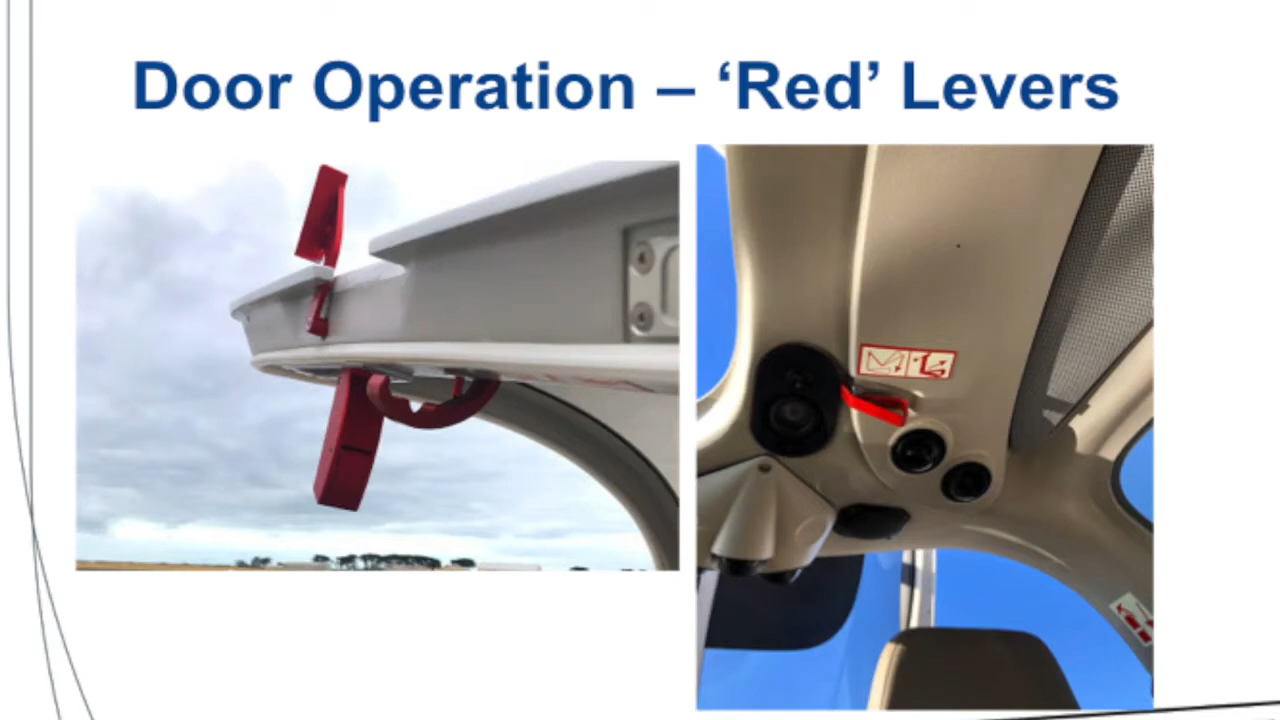 Door Operation – ‘Red’ Levers